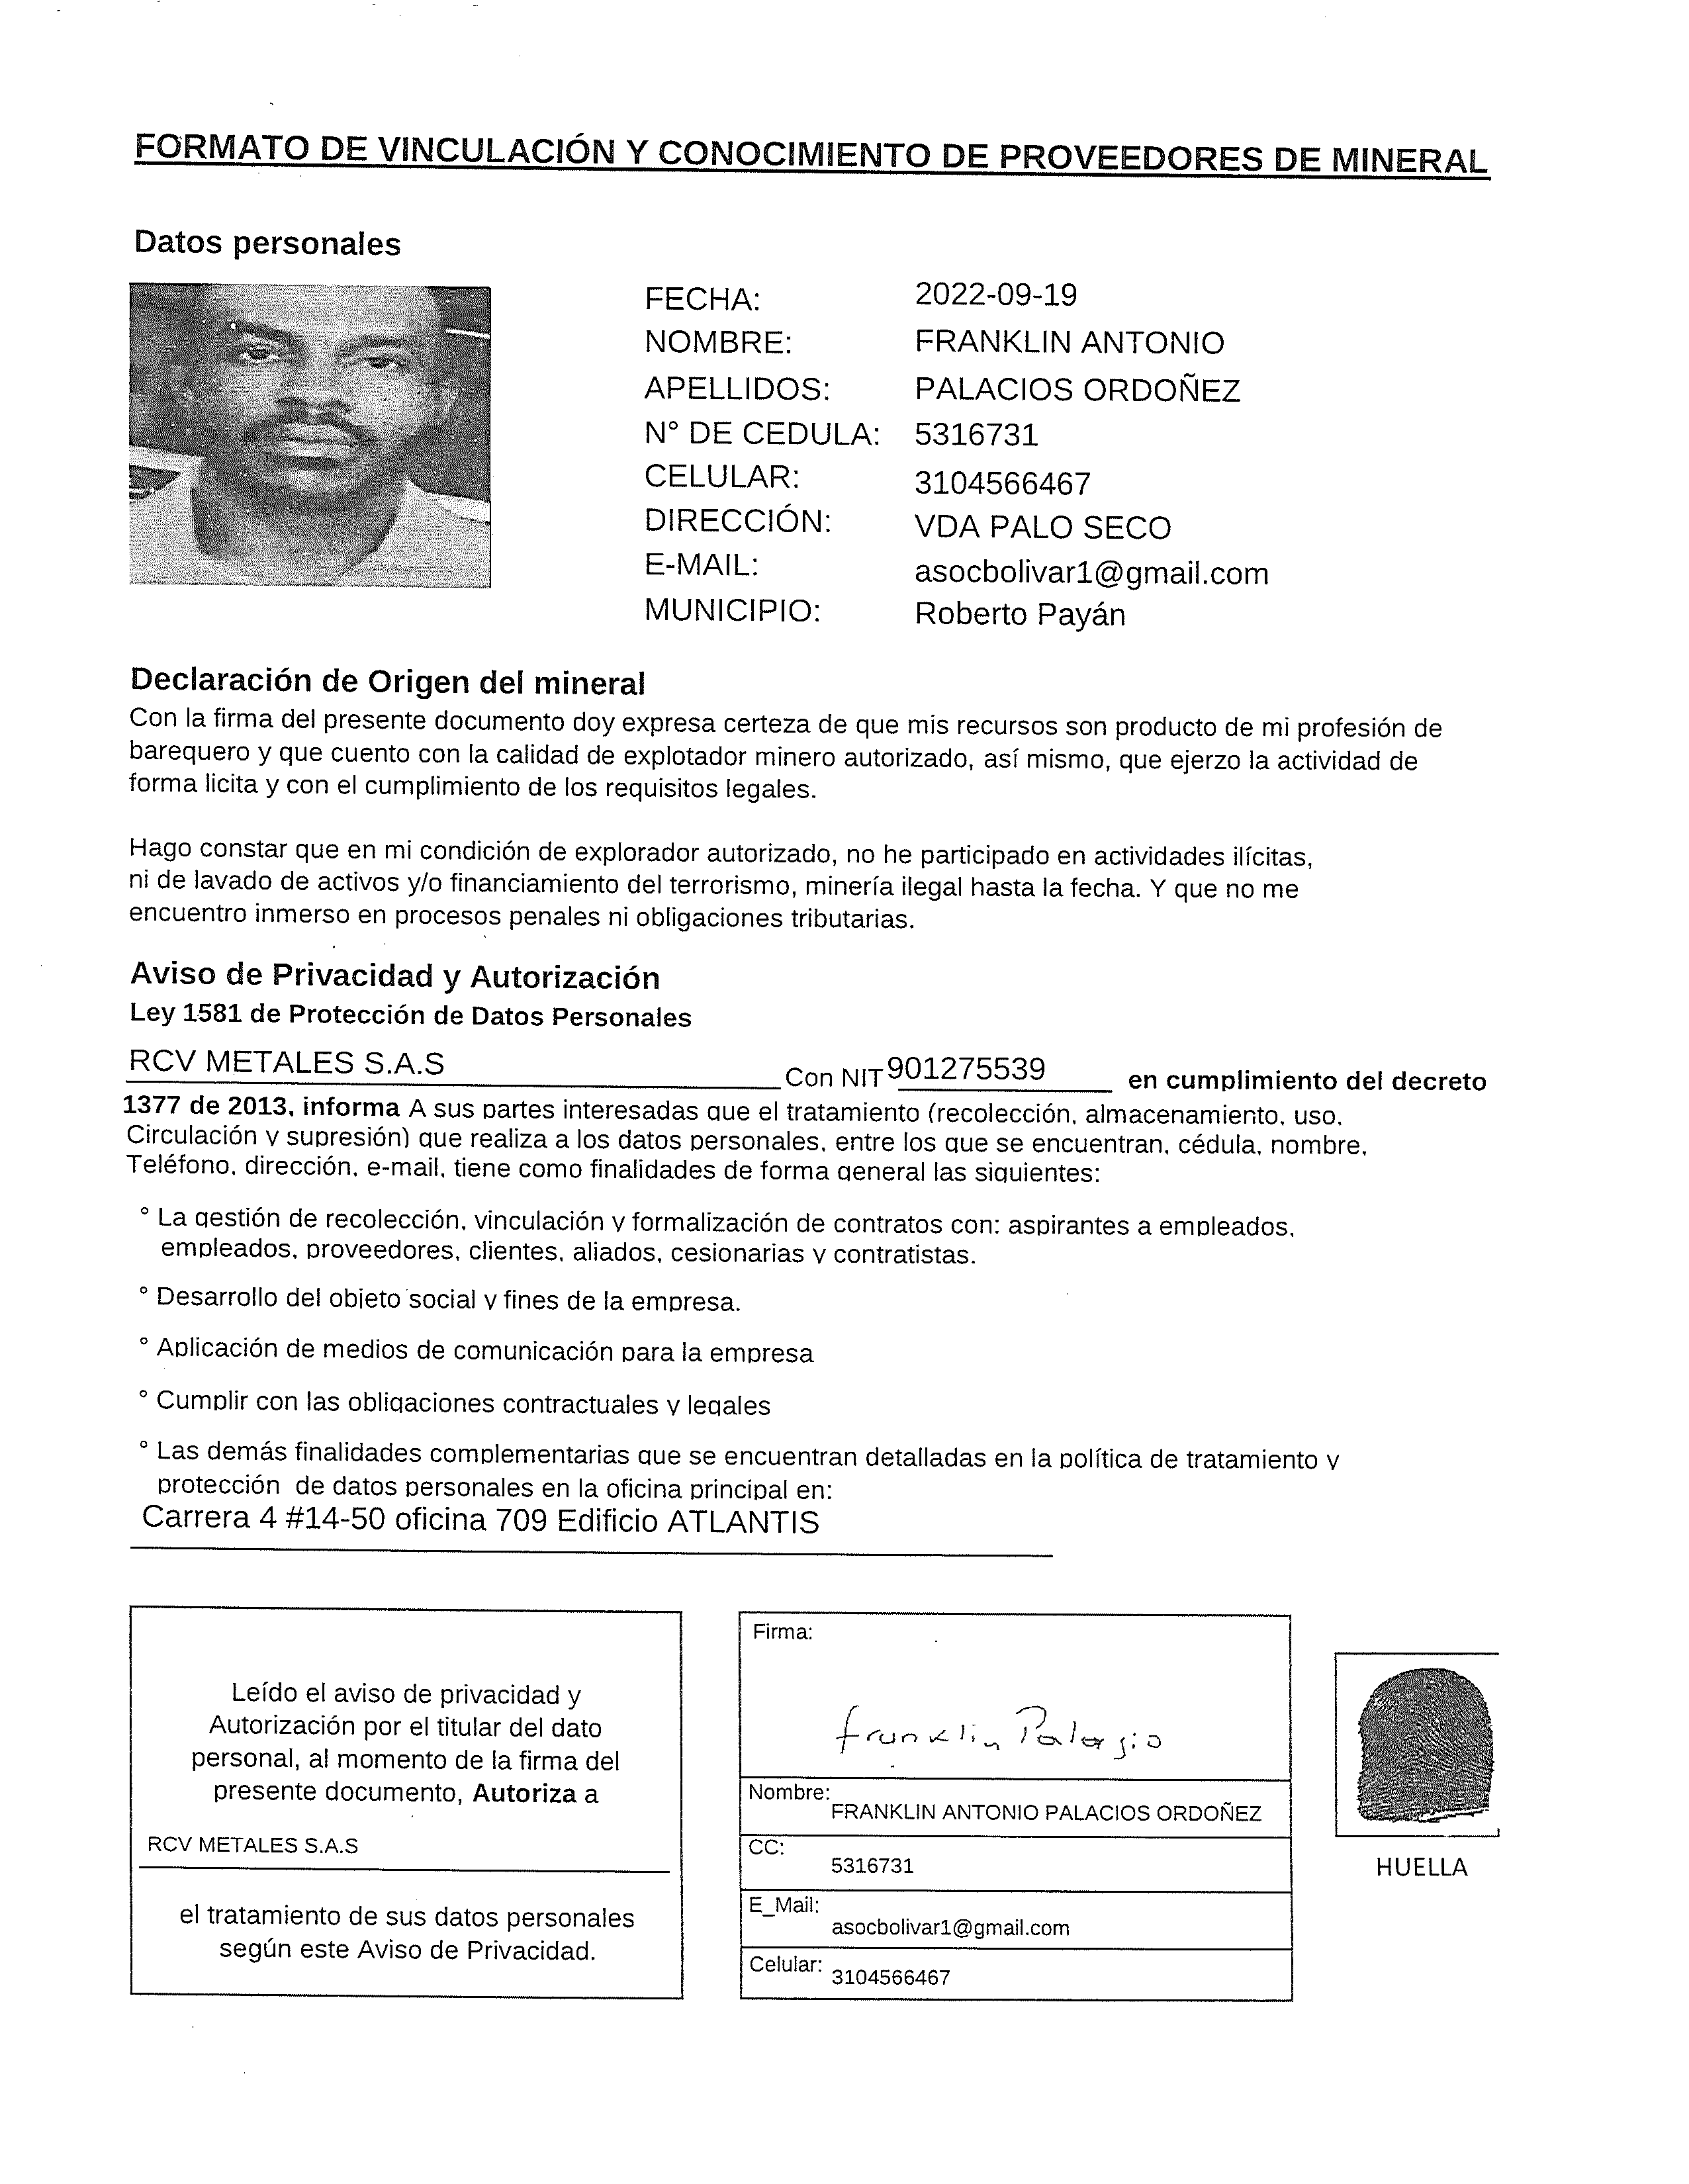 FORMATO DE VINCULACIÓN Y CONOCIMIENTO DE PROVEEDORES DE MINERAL
Datos personales
FECHA: 2022-09-19
NOMBRE: FRANKLIN ANTONIO
APELLIDOS: PALACIOS ORDOÑEZ
N° DE CEDULA: 5316731
CELULAR: 3104566467
DIRECCIÓN: VDA PALO SECO
E-MAIL: asocbolivar1@gmail.com
MUNICIPIO: Roberto Payán
Declaración de Origen del mineral
Con la firma del presente documento doy expresa certeza de que mis recursos son producto de mi profesión de
barequero y que cuento con la calidad de explotador minero autorizado, así mismo, que ejerzo la actividad de
forma licita y con el cumplimiento de los requisitos legales.
Hago constar que en mi condición de explorador autorizado, no he participado en actividades ilícitas,
ni de lavado de activos y/o financiamiento del terrorismo, minería ilegal hasta la fecha. Y que no me
encuentro inmerso en procesos penales ni obligaciones tributarias.
Aviso de Privacidad y Autorización
Ley 1581 de Protección de Datos Personales
RCV METALES S.A.S Con NIT 901275539 en cumplimiento del decreto
1377 de 2013, informa A sus partes interesadas que el tratamiento (recolección, almacenamiento, uso,
Circulación y supresión) que realiza a los datos personales, entre los que se encuentran, cédula, nombre,
Teléfono, dirección, e-mail, tiene como finalidades de forma general las siguientes:
° La gestión de recolección, vinculación y formalización de contratos con: aspirantes a empleados,
empleados, proveedores, clientes, aliados, cesionarias y contratistas.
° Desarrollo del objeto social y fines de la empresa.
° Aplicación de medios de comunicación para la empresa
° Cumplir con las obligaciones contractuales y legales
° Las demás finalidades complementarias que se encuentran detalladas en la política de tratamiento y
protección de datos personales en la oficina principal en:
Carrera 4 #14-50 oficina 709 Edificio ATLANTIS
Leído el aviso de privacidad y
Autorización por el titular del dato
personal, al momento de la firma del
presente documento, Autoriza a
RCV METALES S.A.S
el tratamiento de sus datos personales
según este Aviso de Privacidad.
Firma:
franklin Palasio
Nombre:
FRANKLIN ANTONIO PALACIOS ORDOÑEZ
CC:
5316731
E_Mail:
asocbolivar1@gmail.com
Celular:
3104566467
HUELLA